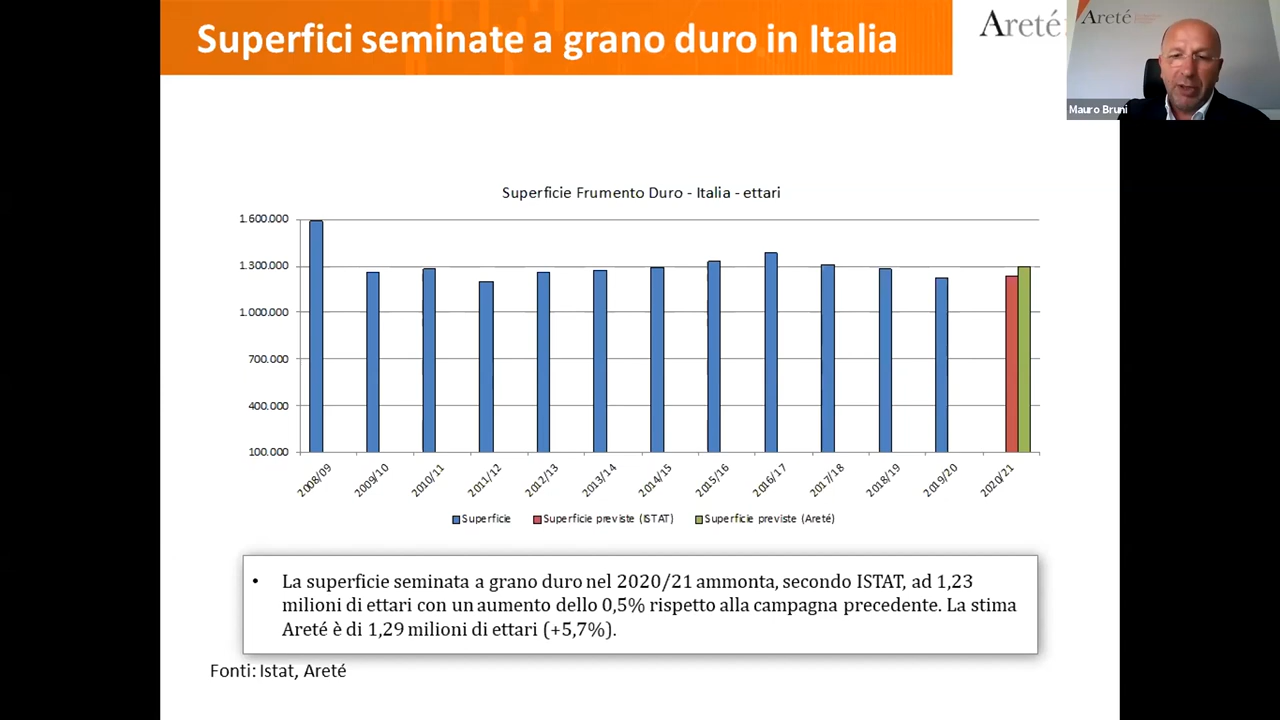 Superfici seminate a grano duro in Italia
Areté
Areté
Mauro Bruni
Superficie Frumento Duro - Italia - ettari
1.600.000
1.300.000
1.000.000
700.000
400.000
100.000
2008/09
2009/10
2010/11
2011/12
2012/13
2013/14
2014/15
2015/16
2016/17
2017/18
2018/19
2019/20
2020/21
Superficie
Superficie previste (ISTAT)
Superficie previste (Areté)
• La superficie seminata a grano duro nel 2020/21 ammonta, secondo ISTAT, ad 1,23
milioni di ettari con un aumento dello 0,5% rispetto alla campagna precedente. La stima
Areté è di 1,29 milioni di ettari (+5,7%).
Fonti: Istat, Areté